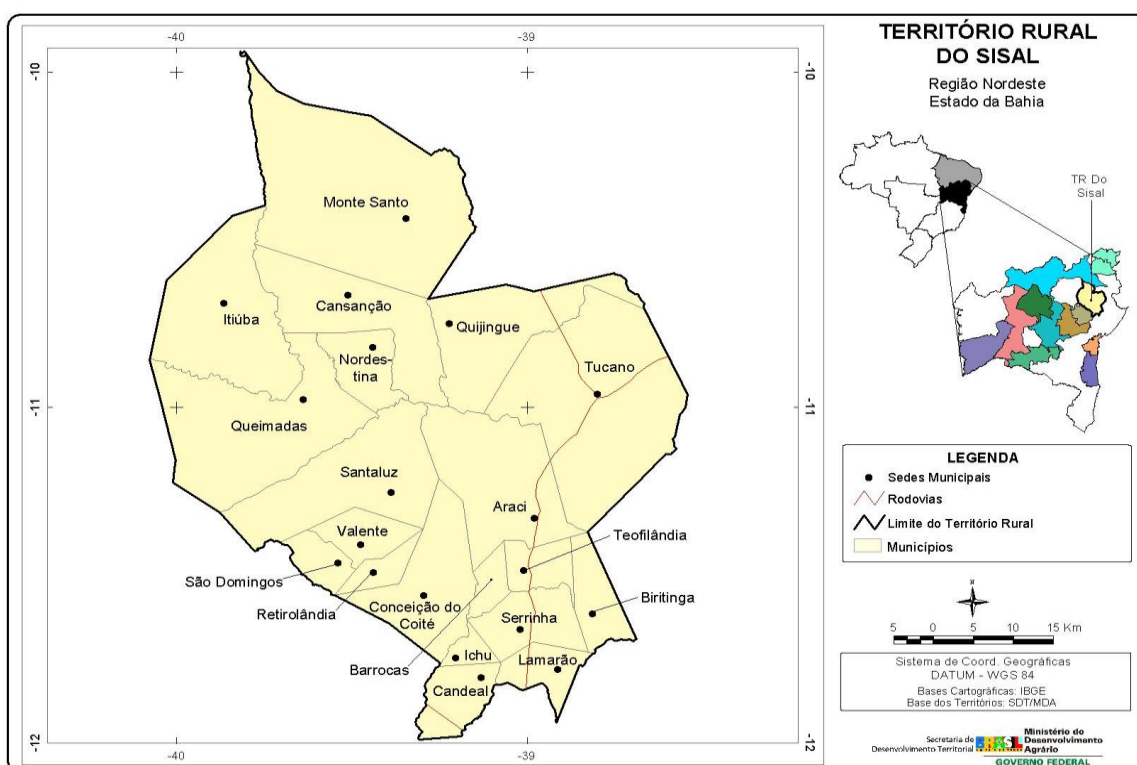 -40
-39
-10
-10
Monte Santo
Cansanção
Itiúba
Quijingue
Nordes-
tina
Tucano
-11
-11
Queimadas
Santaluz
Araci
Valente
Teofilândia
São Domingos
Retirolândia
Biritinga
Conceição do
Coité
Serrinha
Barrocas
Ichu
Lamarão
Candeal
-12
-12
-40
-39
TERRITÓRIO RURAL
DO SISAL
Região Nordeste
Estado da Bahia
TR Do
Sisal
LEGENDA
Sedes Municipais
Rodovias
Limite do Território Rural
Municípios
5 0 5 10 15 Km
Sistema de Coord. Geográficas
DATUM - WGS 84
Bases Cartográficas: IBGE
Base dos Territórios: SDT/MDA
Secretaria de
Desenvolvimento Territorial
BRASIL
Ministério do
Desenvolvimento
Agrário
GOVERNO FEDERAL